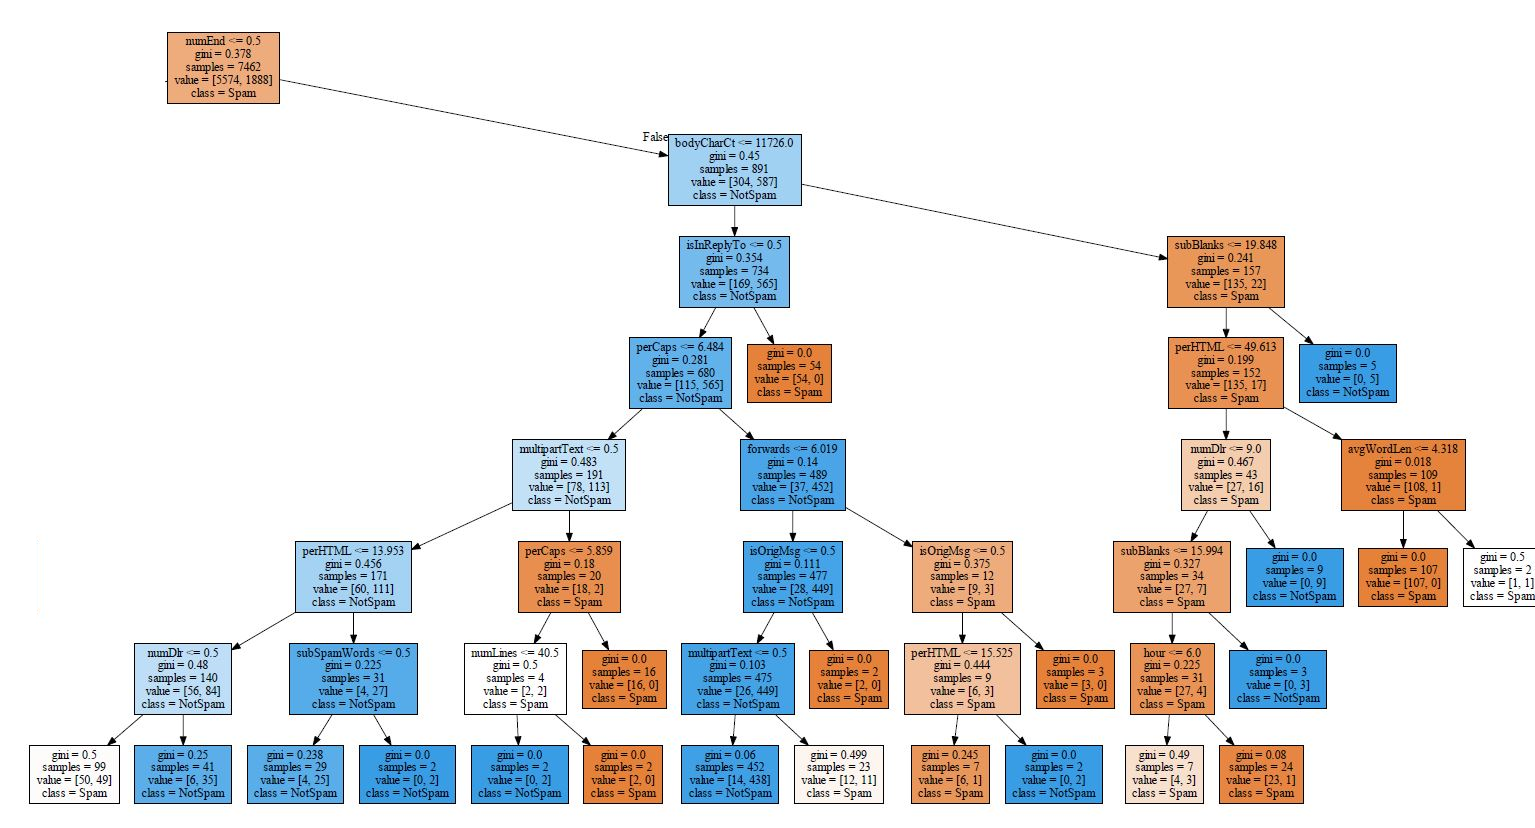 numEnd <= 0.5
gini = 0.378
samples = 7462
value = [5574, 1888]
class = Spam
False
bodyCharCt <= 11726.0
gini = 0.45
samples = 891
value = [304, 587]
class = NotSpam
isInReplyTo <= 0.5
gini = 0.354
samples = 734
value = [169, 565]
class = NotSpam
subBlanks <= 19.848
gini = 0.241
samples = 157
value = [135, 22]
class = Spam
perCaps <= 6.484
gini = 0.281
samples = 680
value = [115, 565]
class = NotSpam
gini = 0.0
samples = 54
value = [54, 0]
class = Spam
perHTML <= 49.613
gini = 0.199
samples = 152
value = [135, 17]
class = Spam
gini = 0.0
samples = 5
value = [0, 5]
class = NotSpam
multipartText <= 0.5
gini = 0.483
samples = 191
value = [78, 113]
class = NotSpam
forwards <= 6.019
gini = 0.14
samples = 489
value = [37, 452]
class = NotSpam
numDlr <= 9.0
gini = 0.467
samples = 43
value = [27, 16]
class = Spam
avgWordLen <= 4.318
gini = 0.018
samples = 109
value = [108, 1]
class = Spam
perHTML <= 13.953
gini = 0.456
samples = 171
value = [60, 111]
class = NotSpam
perCaps <= 5.859
gini = 0.18
samples = 20
value = [18, 2]
class = Spam
isOrigMsg <= 0.5
gini = 0.111
samples = 477
value = [28, 449]
class = NotSpam
isOrigMsg <= 0.5
gini = 0.375
samples = 12
value = [9, 3]
class = Spam
subBlanks <= 15.994
gini = 0.327
samples = 34
value = [27, 7]
class = Spam
gini = 0.0
samples = 9
value = [0, 9]
class = NotSpam
gini = 0.0
samples = 107
value = [107, 0]
class = Spam
gini = 0.5
samples = 2
value = [1, 1]
class = Spam
numDlr <= 0.5
gini = 0.48
samples = 140
value = [56, 84]
class = NotSpam
subSpamWords <= 0.5
gini = 0.225
samples = 31
value = [4, 27]
class = NotSpam
numLines <= 40.5
gini = 0.5
samples = 4
value = [2, 2]
class = Spam
gini = 0.0
samples = 16
value = [16, 0]
class = Spam
multipartText <= 0.5
gini = 0.103
samples = 475
value = [26, 449]
class = NotSpam
gini = 0.0
samples = 2
value = [2, 0]
class = Spam
perHTML <= 15.525
gini = 0.444
samples = 9
value = [6, 3]
class = Spam
gini = 0.0
samples = 3
value = [3, 0]
class = Spam
hour <= 6.0
gini = 0.225
samples = 31
value = [27, 4]
class = Spam
gini = 0.0
samples = 3
value = [0, 3]
class = NotSpam
gini = 0.5
samples = 99
value = [50, 49]
class = Spam
gini = 0.25
samples = 41
value = [6, 35]
class = NotSpam
gini = 0.238
samples = 29
value = [4, 25]
class = NotSpam
gini = 0.0
samples = 2
value = [0, 2]
class = NotSpam
gini = 0.0
samples = 2
value = [0, 2]
class = NotSpam
gini = 0.0
samples = 2
value = [2, 0]
class = Spam
gini = 0.06
samples = 452
value = [14, 438]
class = NotSpam
gini = 0.499
samples = 23
value = [12, 11]
class = Spam
gini = 0.245
samples = 7
value = [6, 1]
class = Spam
gini = 0.0
samples = 2
value = [0, 2]
class = NotSpam
gini = 0.49
samples = 7
value = [4, 3]
class = Spam
gini = 0.08
samples = 24
value = [23, 1]
class = Spam